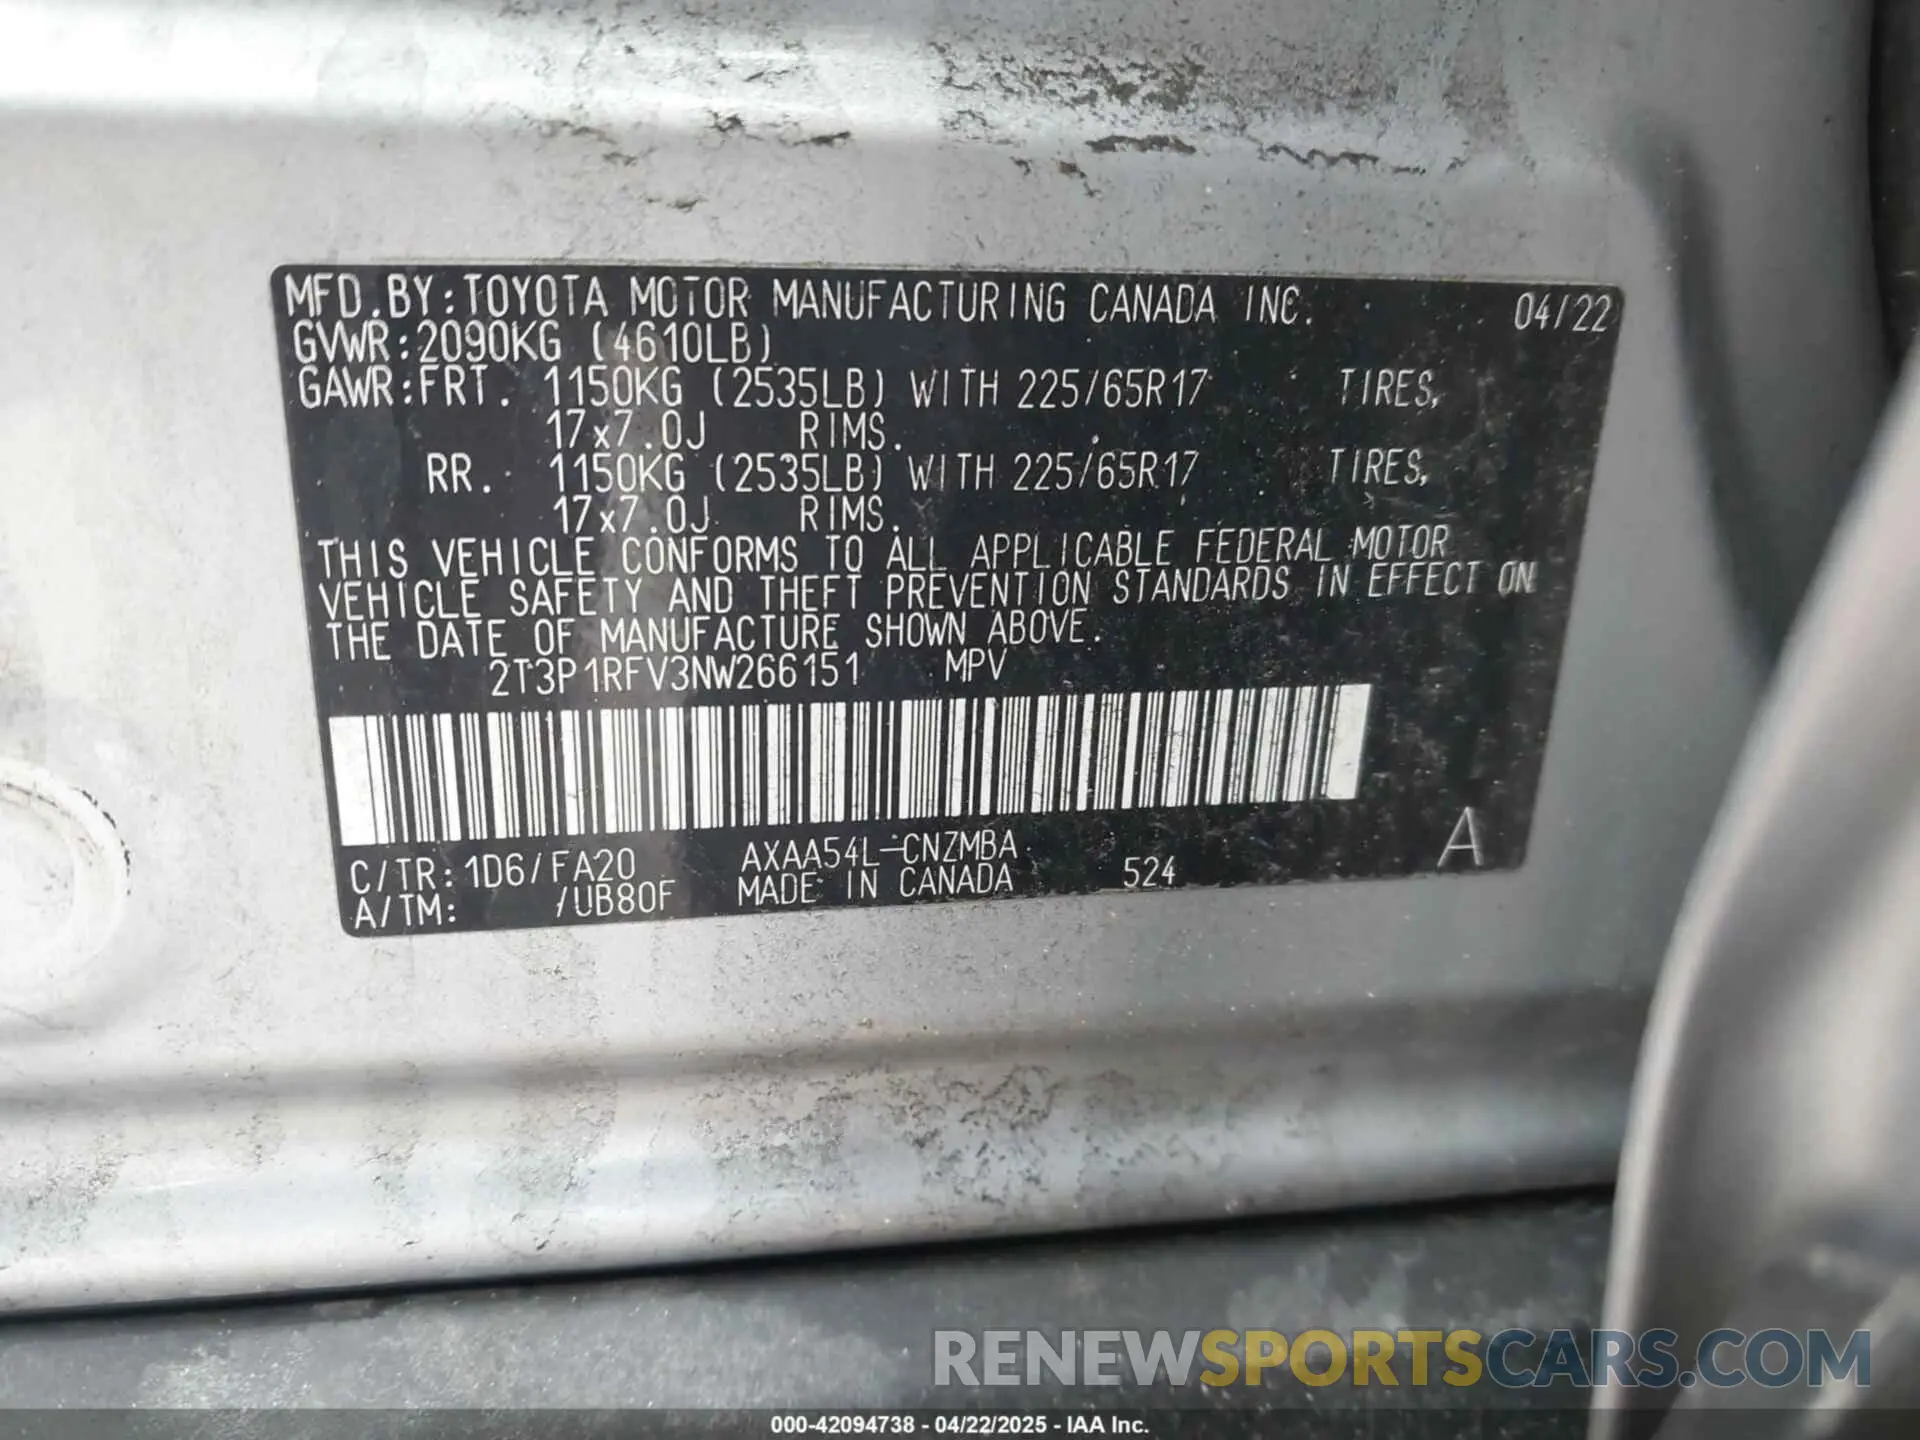 MFD.BY:TOYOTA MOTOR MANUFACTURING CANADA INC. 04/22
GVWR:2090KG (4610LB)
GAWR:FRT. 1150KG (2535LB) WITH 225/65R17 TIRES,
17x7.0J RIMS.
RR. 1150KG (2535LB) WITH 225/65R17 TIRES,
17x7.0J RIMS.
THIS VEHICLE CONFORMS TO ALL APPLICABLE FEDERAL MOTOR
VEHICLE SAFETY AND THEFT PREVENTION STANDARDS IN EFFECT ON
THE DATE OF MANUFACTURE SHOWN ABOVE.
2T3P1RFV3NW266151 MPV
C/TR:1D6/FA20 AXAA54L-CNZMBA A
A/TM: /UB80F MADE IN CANADA 524
RENEWSPORTSCARS.COM
000-42094738 - 04/22/2025 - IAA Inc.